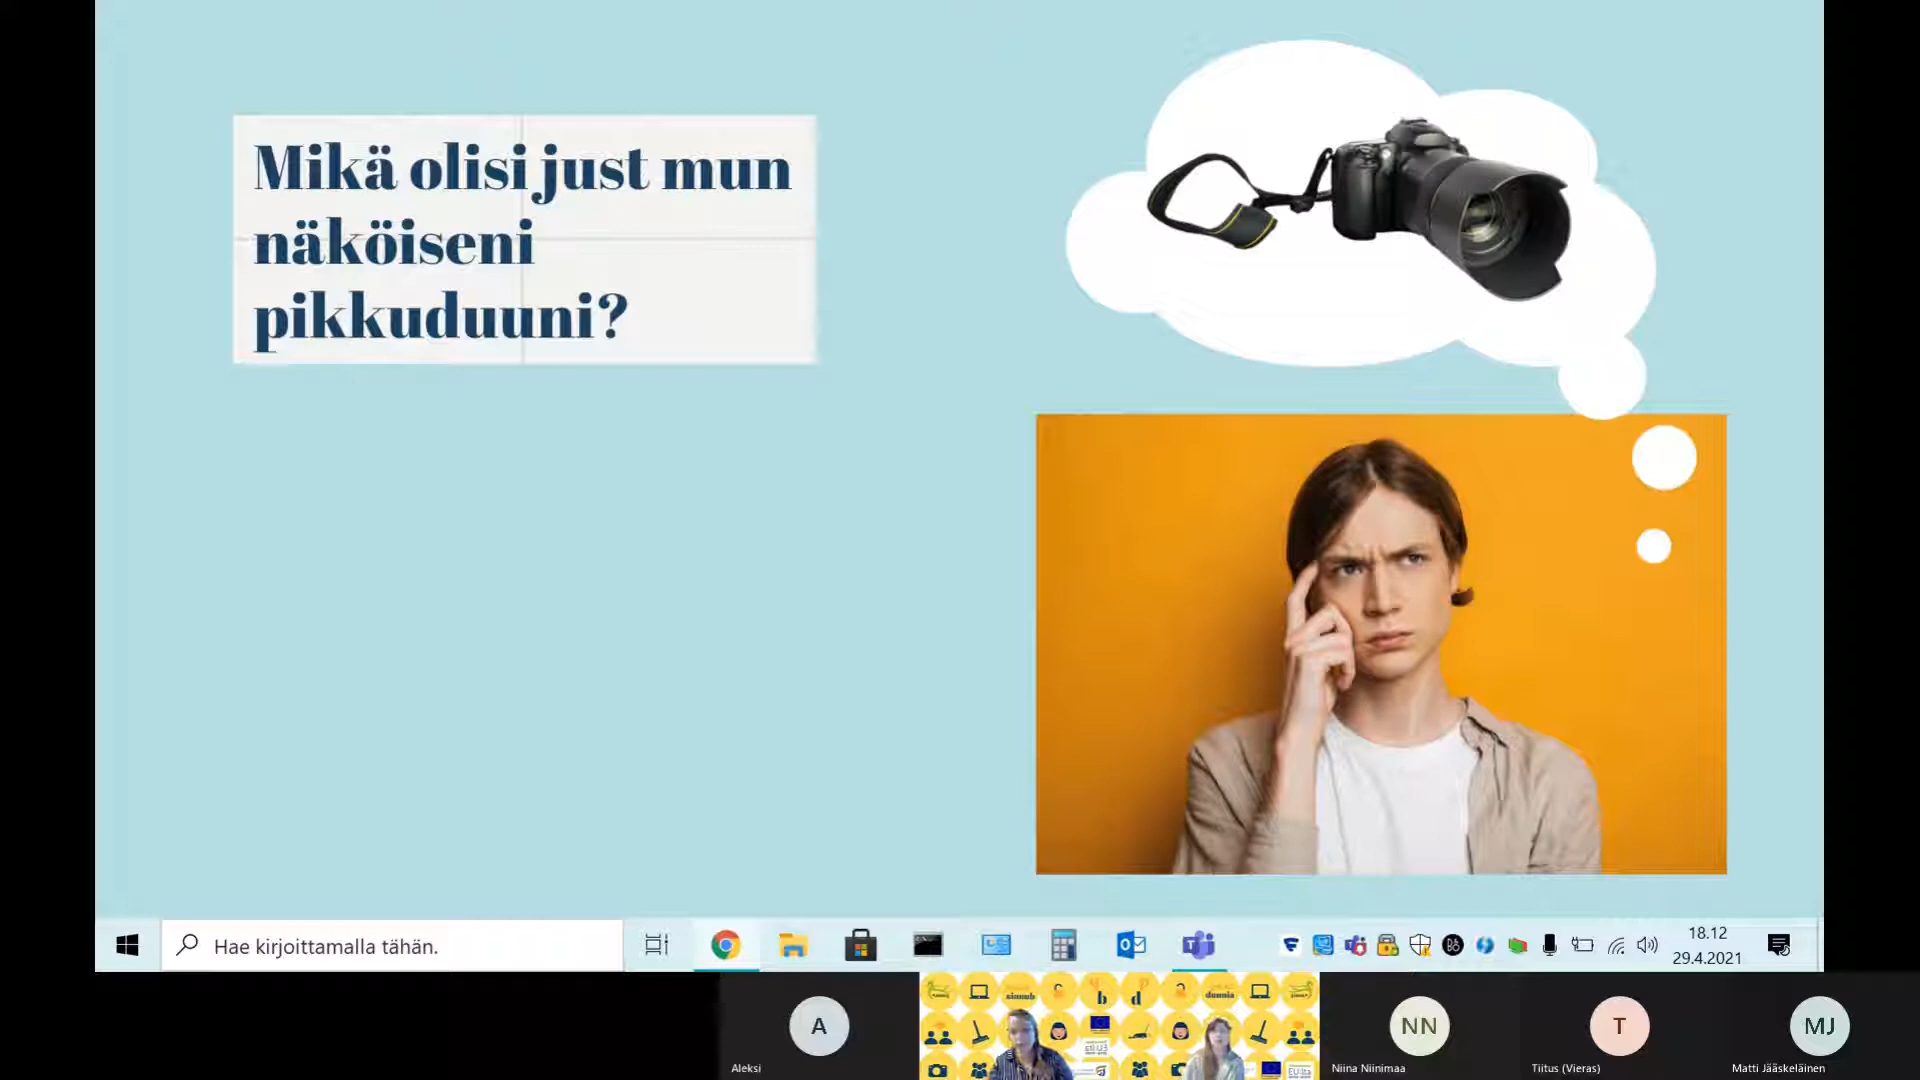 Mikä olisi just mun
näköiseni
pikkuduuni?
Hae kirjoittamalla tähän.
18.12
29.4.2021
A
NN
T
MJ
Aleksi
Niina Niinimaa
Tiitus (Vieras)
Matti Jääskeläinen